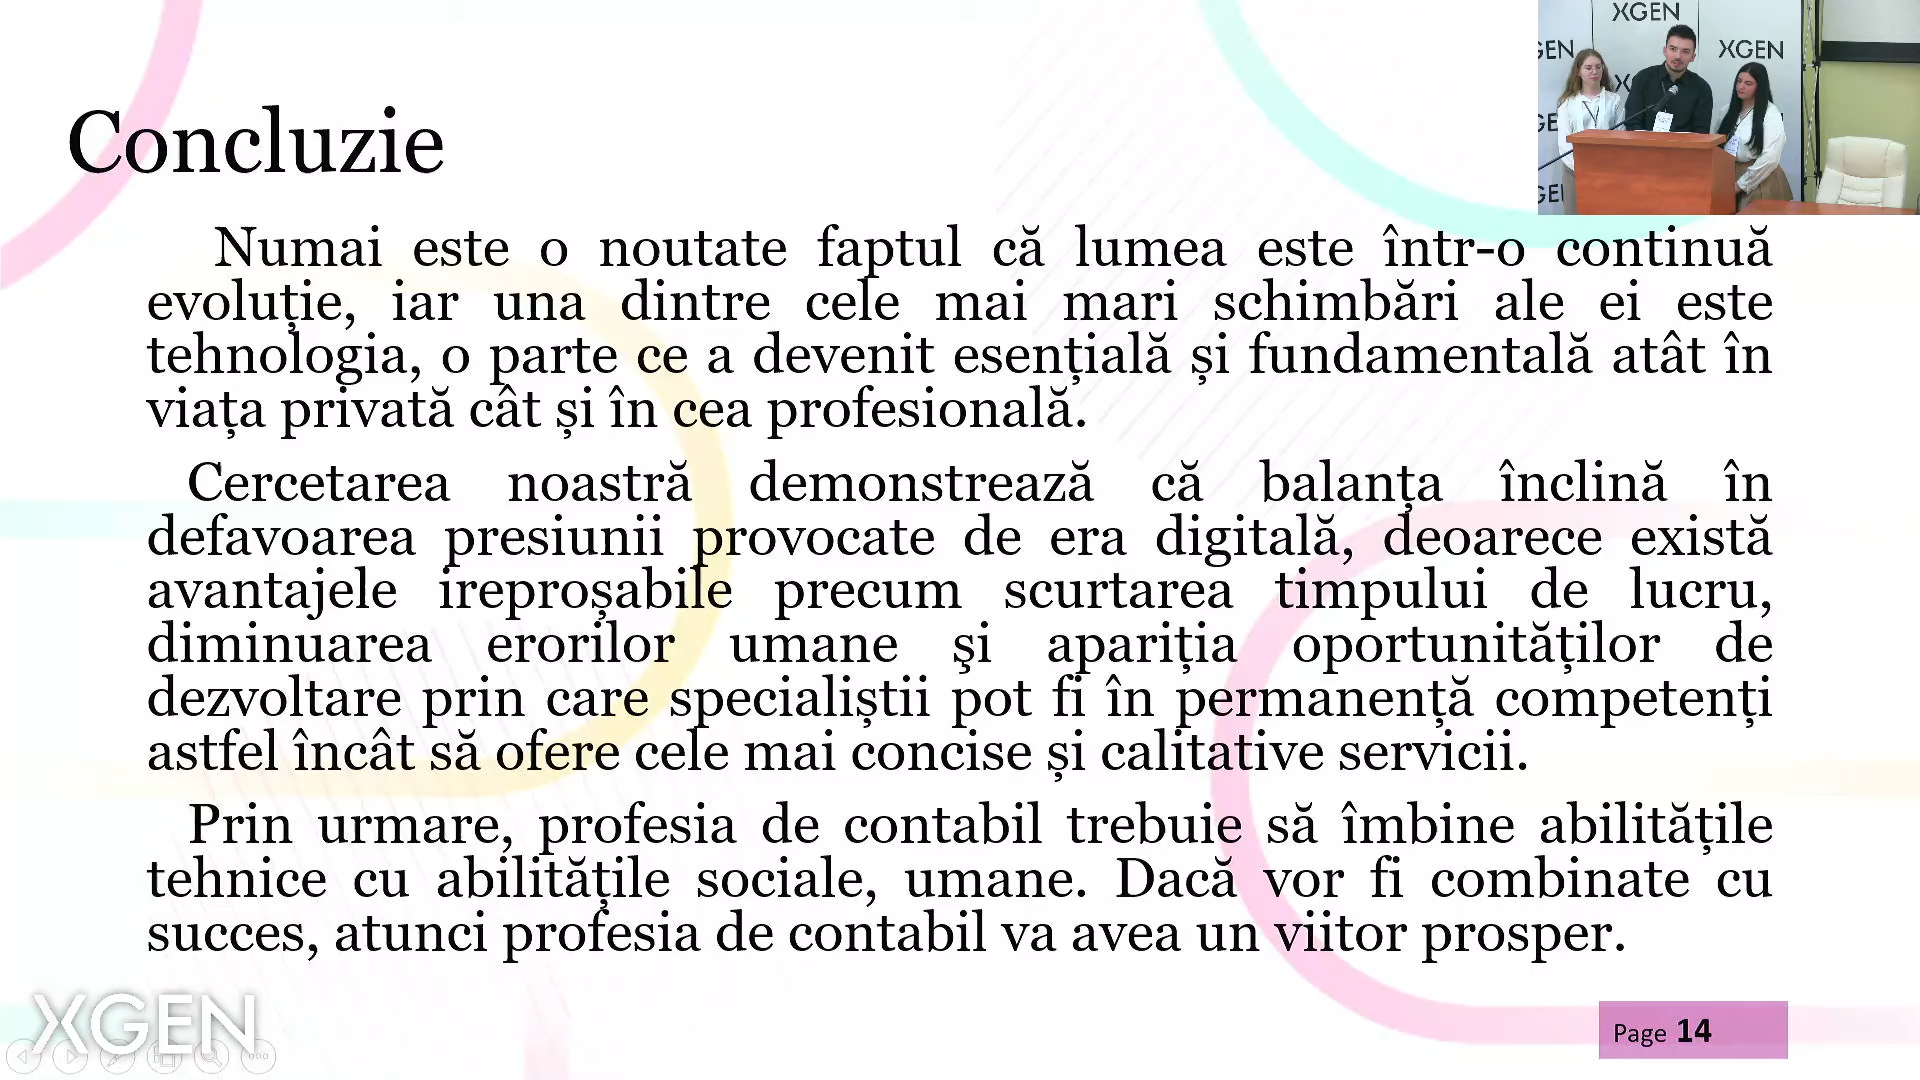 Concluzie
Numai este o noutate faptul că lumea este într-o continuă
evoluție, iar una dintre cele mai mari schimbări ale ei este
tehnologia, o parte ce a devenit esențială și fundamentală atât în
viața privată cât și în cea profesională.
Cercetarea noastră demonstrează că balanța înclină în
defavoarea presiunii provocate de era digitală, deoarece există
avantajele ireproșabile precum scurtarea timpului de lucru,
diminuarea erorilor umane şi apariția oportunităților de
dezvoltare prin care specialiștii pot fi în permanență competenți
astfel încât să ofere cele mai concise și calitative servicii.
Prin urmare, profesia de contabil trebuie să îmbine abilitățile
tehnice cu abilitățile sociale, umane. Dacă vor fi combinate cu
succes, atunci profesia de contabil va avea un viitor prosper.
XGEN
Page 14
XGEN
XGEN